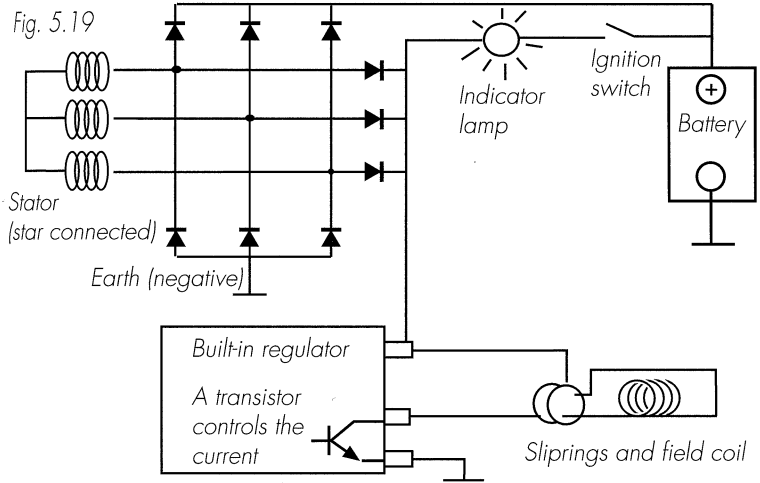 Fig. 5.19
Indicator
lamp
Ignition
switch
+
Battery
Stator
(star connected)
Earth (negative)
Built-in regulator
A transistor
controls the
current
Sliprings and field coil